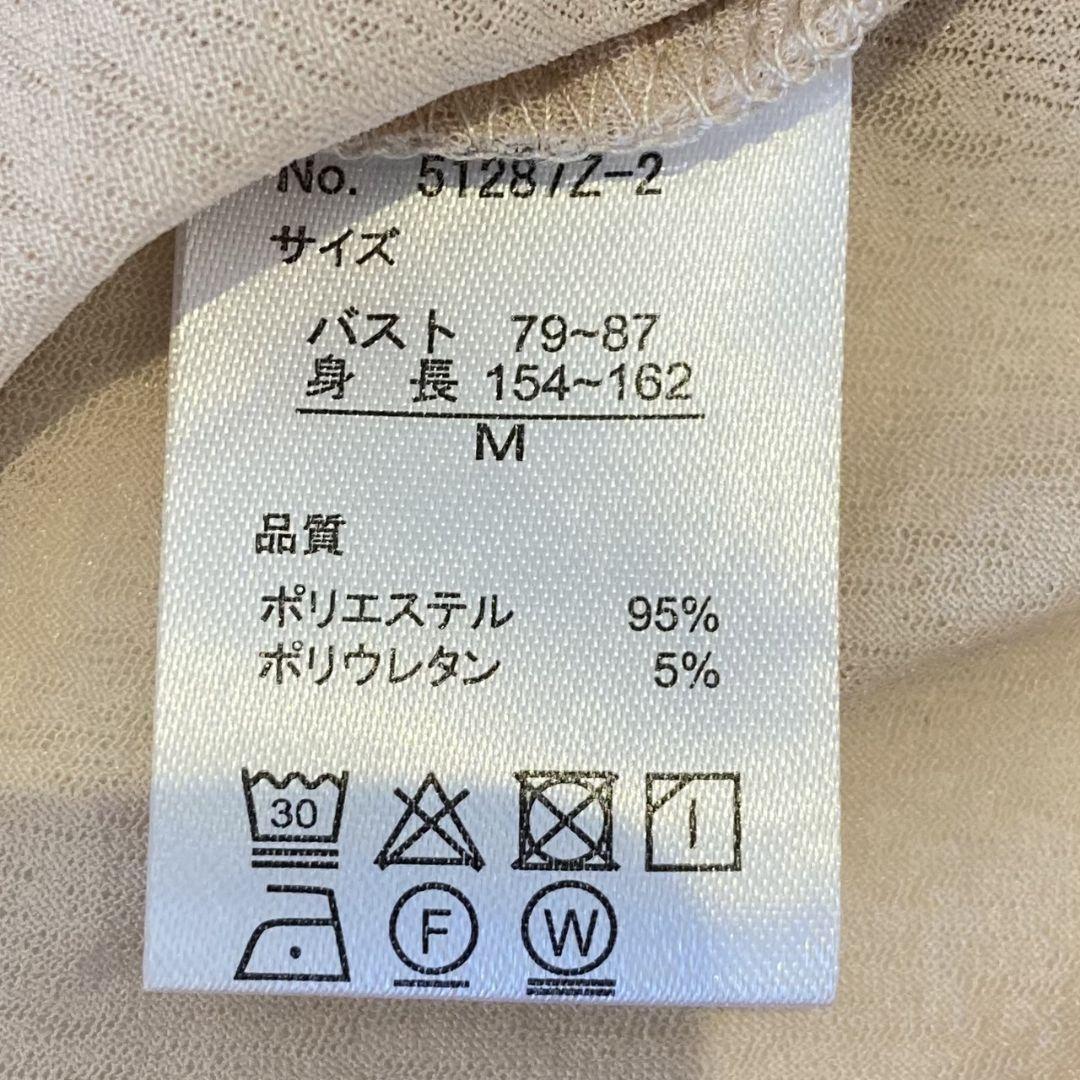 No. 51287Z-2
サイズ
バスト 79~87
身 長 154~162
M
品質
ポリエステル 95%
ポリウレタン 5%
30
F W